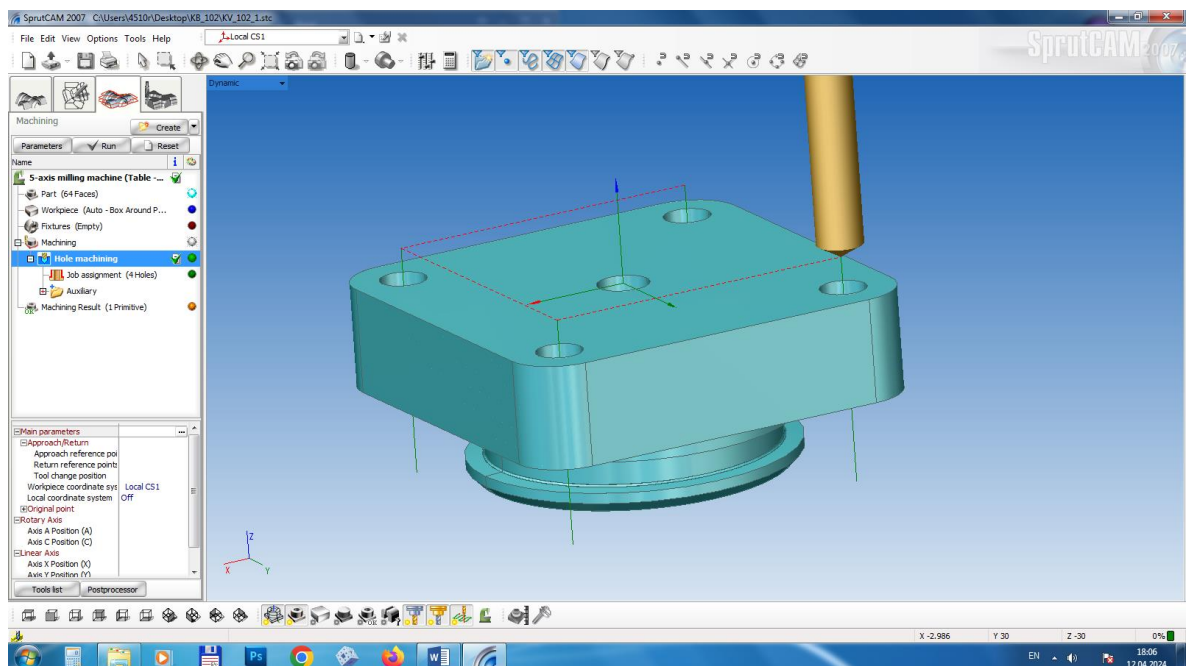 SprutCAM 2007 C:\Users\4510r\Desktop\KB_102\KV_102_1.stc
File Edit View Options Tools Help
Local CS1
SprutCAM 2007
Dynamic
Machining
Create
Parameters Run Reset
Name
5-axis milling machine (Table -...
Part (64 Faces)
Workpiece (Auto - Box Around P...
Fixtures (Empty)
Machining
Hole machining
Job assignment (4 Holes)
Auxiliary
Machining Result (1 Primitive)
Main parameters
Approach/Return
Approach reference poi
Return reference points
Tool change position
Workpiece coordinate sys Local CS1
Local coordinate system Off
Original point
Rotary Axis
Axis A Position (A)
Axis C Position (C)
Linear Axis
Axis X Position (X)
Axis Y Position (Y)
Z
X
Y
Tools list Postprocessor
X -2.986 Y 30 Z -30 0%
EN 18:06
12.04.2024